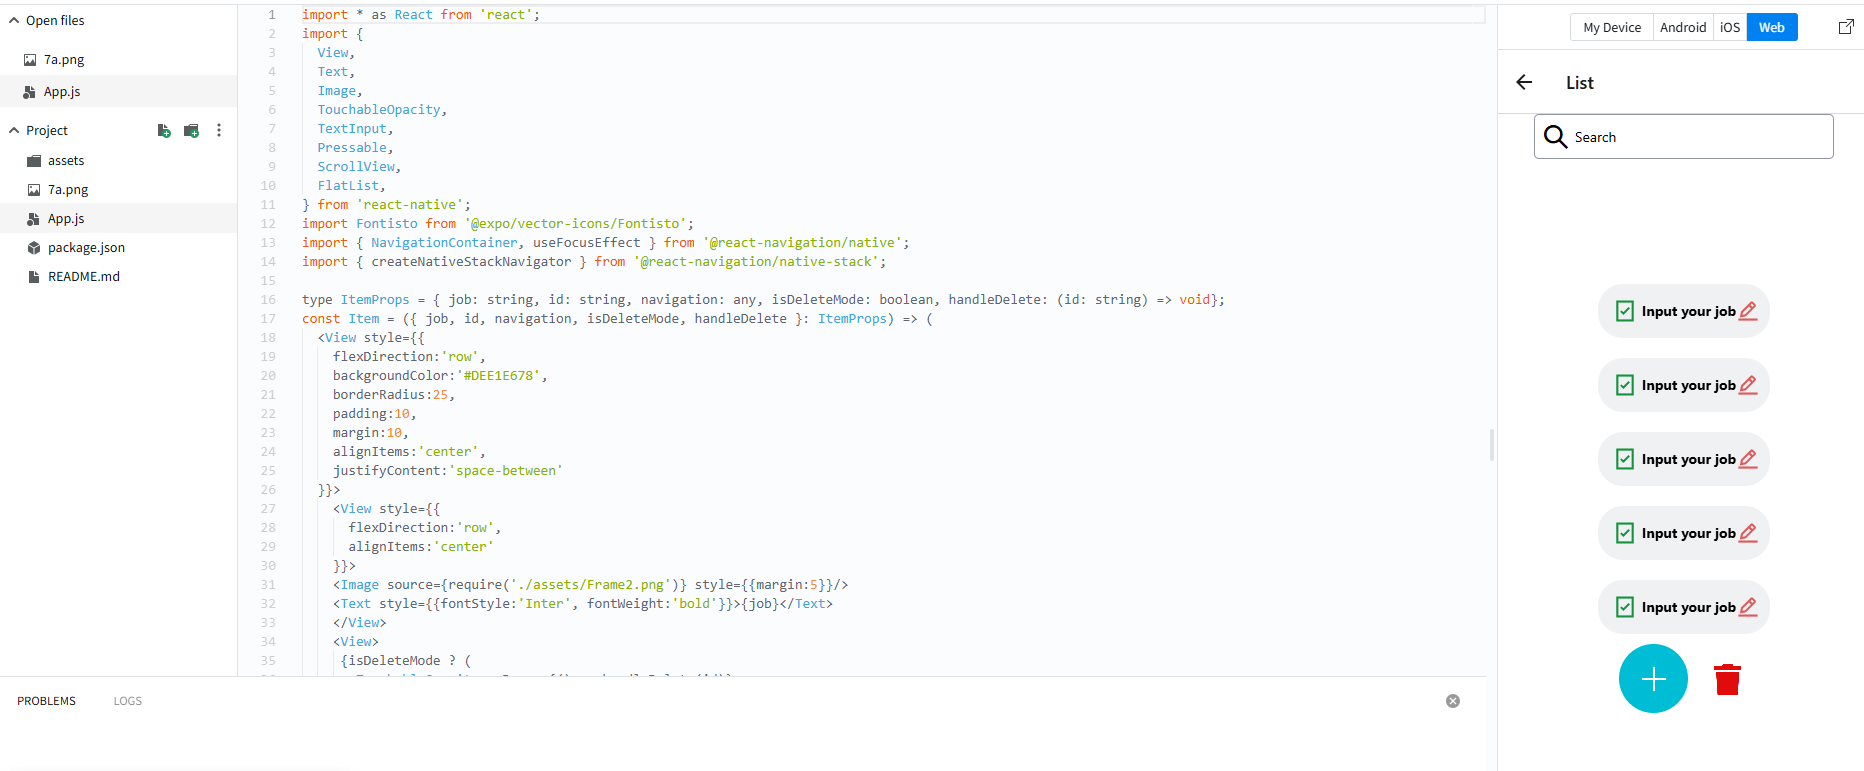 Open files
7a.png
App.js
Project
assets
7a.png
App.js
package.json
README.md
1 import * as React from 'react';
2 import {
3 View,
4 Text,
5 Image,
6 TouchableOpacity,
7 TextInput,
8 Pressable,
9 ScrollView,
10 FlatList,
11 } from 'react-native';
12 import Fontisto from '@expo/vector-icons/Fontisto';
13 import { NavigationContainer, useFocusEffect } from '@react-navigation/native';
14 import { createNativeStackNavigator } from '@react-navigation/native-stack';
15
16 type ItemProps = { job: string, id: string, navigation: any, isDeleteMode: boolean, handleDelete: (id: string) => void};
17 const Item = ({ job, id, navigation, isDeleteMode, handleDelete }: ItemProps) => (
18 <View style={{
19 flexDirection:'row',
20 backgroundColor:'#DEE1E678',
21 borderRadius:25,
22 padding:10,
23 margin:10,
24 alignItems:'center',
25 justifyContent:'space-between'
26 }}>
27 <View style={{
28 flexDirection:'row',
29 alignItems:'center'
30 }}>
31 <Image source={require('./assets/Frame2.png')} style={{margin:5}}/>
32 <Text style={{fontStyle:'Inter', fontWeight:'bold'}}>{job}</Text>
33 </View>
34 <View>
35 {isDeleteMode ? (
PROBLEMS LOGS
My Device Android iOS Web
List
Search
Input your job
Input your job
Input your job
Input your job
Input your job